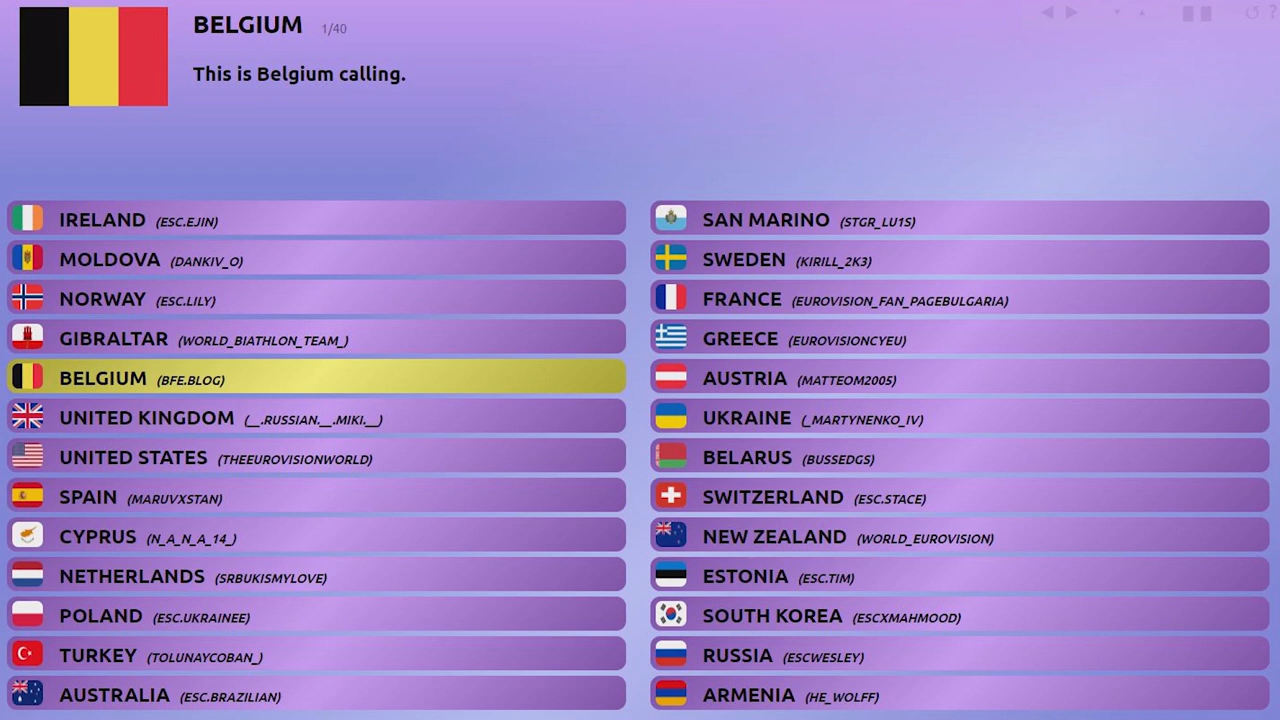 BELGIUM 1/40
This is Belgium calling.
IRELAND (ESC.EJIN)
MOLDOVA (DANKIV_O)
NORWAY (ESC.LILY)
GIBRALTAR (WORLD_BIATHLON_TEAM_)
BELGIUM (BFE.BLOG)
UNITED KINGDOM (__.RUSSIAN.__.MIKI.__)
UNITED STATES (THEEUROVISIONWORLD)
SPAIN (MARUVXSTAN)
CYPRUS (N_A_N_A_14_)
NETHERLANDS (SRBUKISMYLOVE)
POLAND (ESC.UKRAINEE)
TURKEY (TOLUNAYCOBAN_)
AUSTRALIA (ESC.BRAZILIAN)
SAN MARINO (STGR_LU1S)
SWEDEN (KIRILL_2K3)
FRANCE (EUROVISION_FAN_PAGEBULGARIA)
GREECE (EUROVISIONCYEU)
AUSTRIA (MATTEOM2005)
UKRAINE (_MARTYNENKO_IV)
BELARUS (BUSSEDGS)
SWITZERLAND (ESC.STACE)
NEW ZEALAND (WORLD_EUROVISION)
ESTONIA (ESC.TIM)
SOUTH KOREA (ESCXMAHMOOD)
RUSSIA (ESCWESLEY)
ARMENIA (HE_WOLFF)